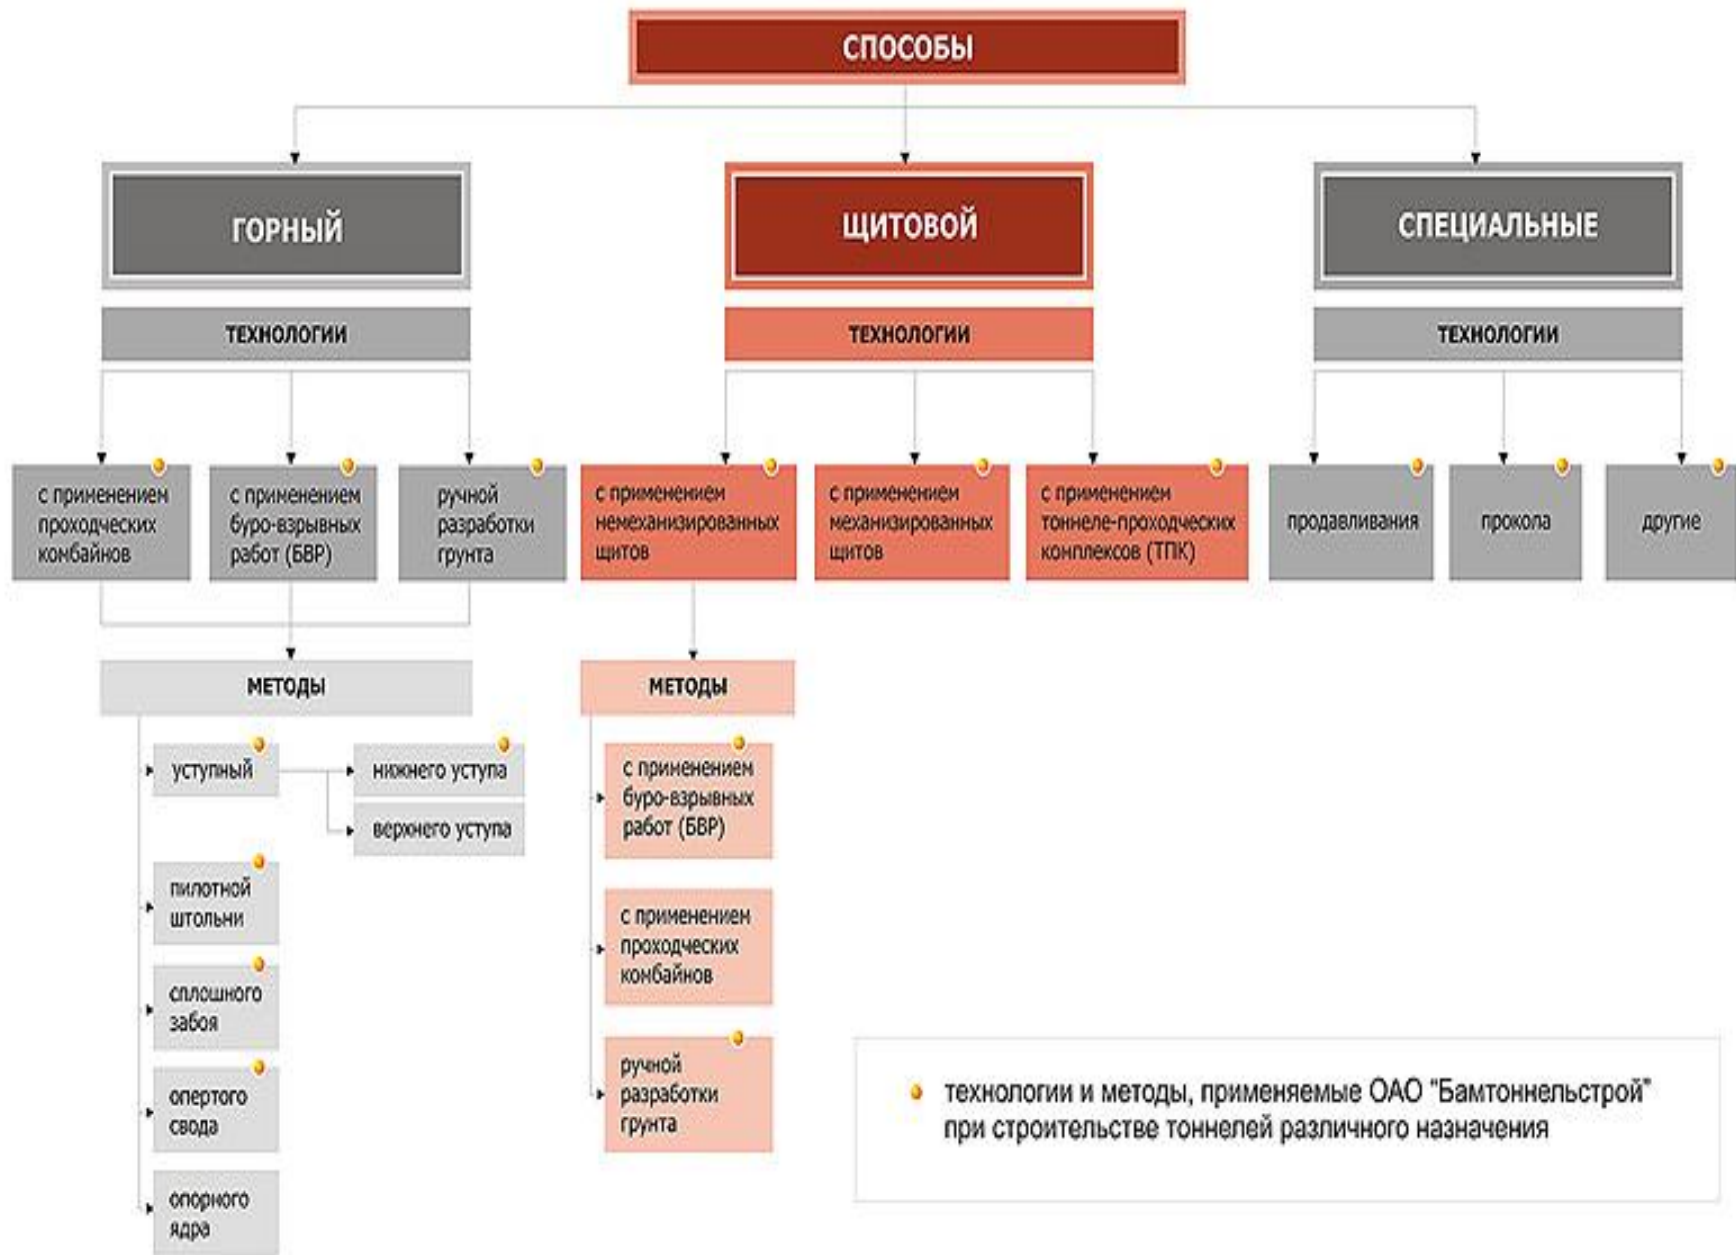 СПОСОБЫ
ГОРНЫЙ
ЩИТОВОЙ
СПЕЦИАЛЬНЫЕ
ТЕХНОЛОГИИ
ТЕХНОЛОГИИ
ТЕХНОЛОГИИ
с применением
проходческих
комбайнов
с применением
буро-взрывных
работ (БВР)
ручной
разработки
грунта
с применением
немеханизированных
щитов
с применением
механизированных
щитов
с применением
тоннеле-проходческих
комплексов (ТПК)
продавливания
прокола
другие
МЕТОДЫ
уступный
нижнего уступа
верхнего уступа
пилотной
штольни
сплошного
забоя
опертого
свода
опорного
ядра
МЕТОДЫ
с применением
буро-взрывных
работ (БВР)
с применением
проходческих
комбайнов
ручной
разработки
грунта
технологии и методы, применяемые ОАО "Бамтоннельстрой"
при строительстве тоннелей различного назначения